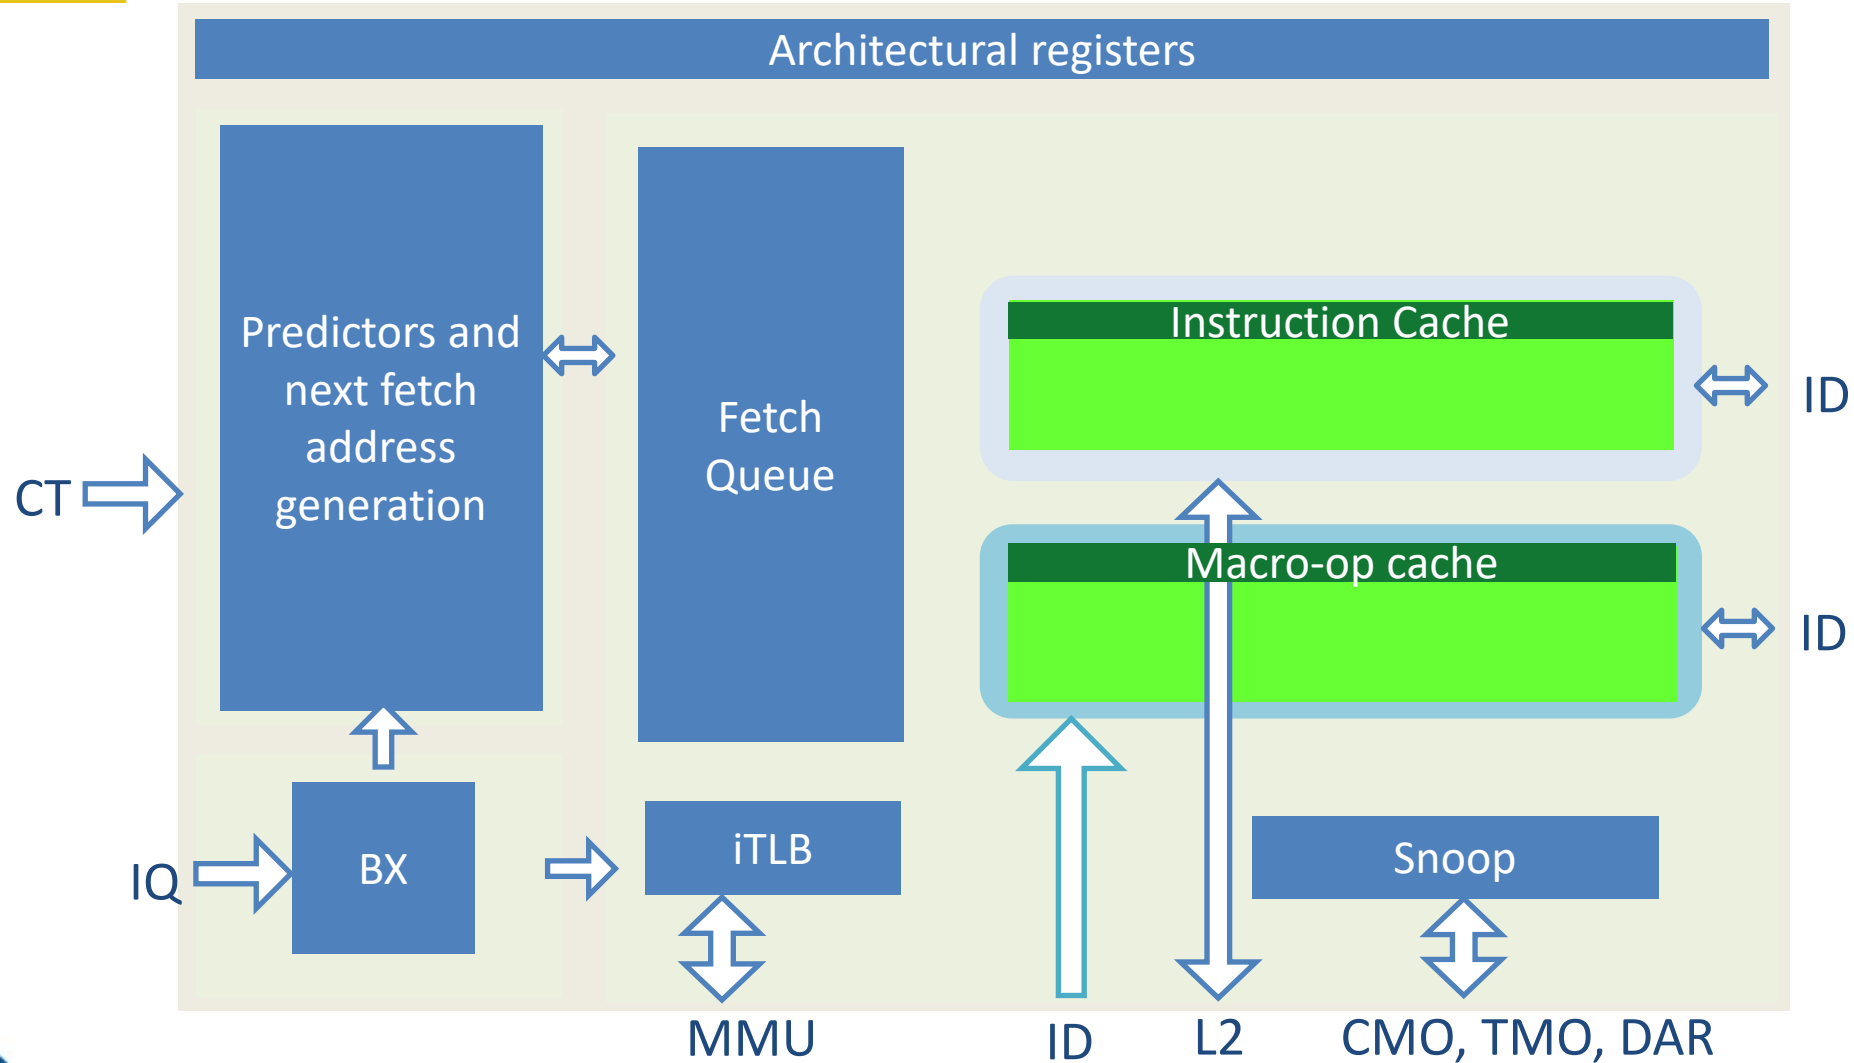 Architectural registers
Predictors and
next fetch
address
generation
Fetch
Queue
Instruction Cache
ID
CT
Macro-op cache
ID
BX
IQ
iTLB
Snoop
MMU
ID
L2
CMO, TMO, DAR